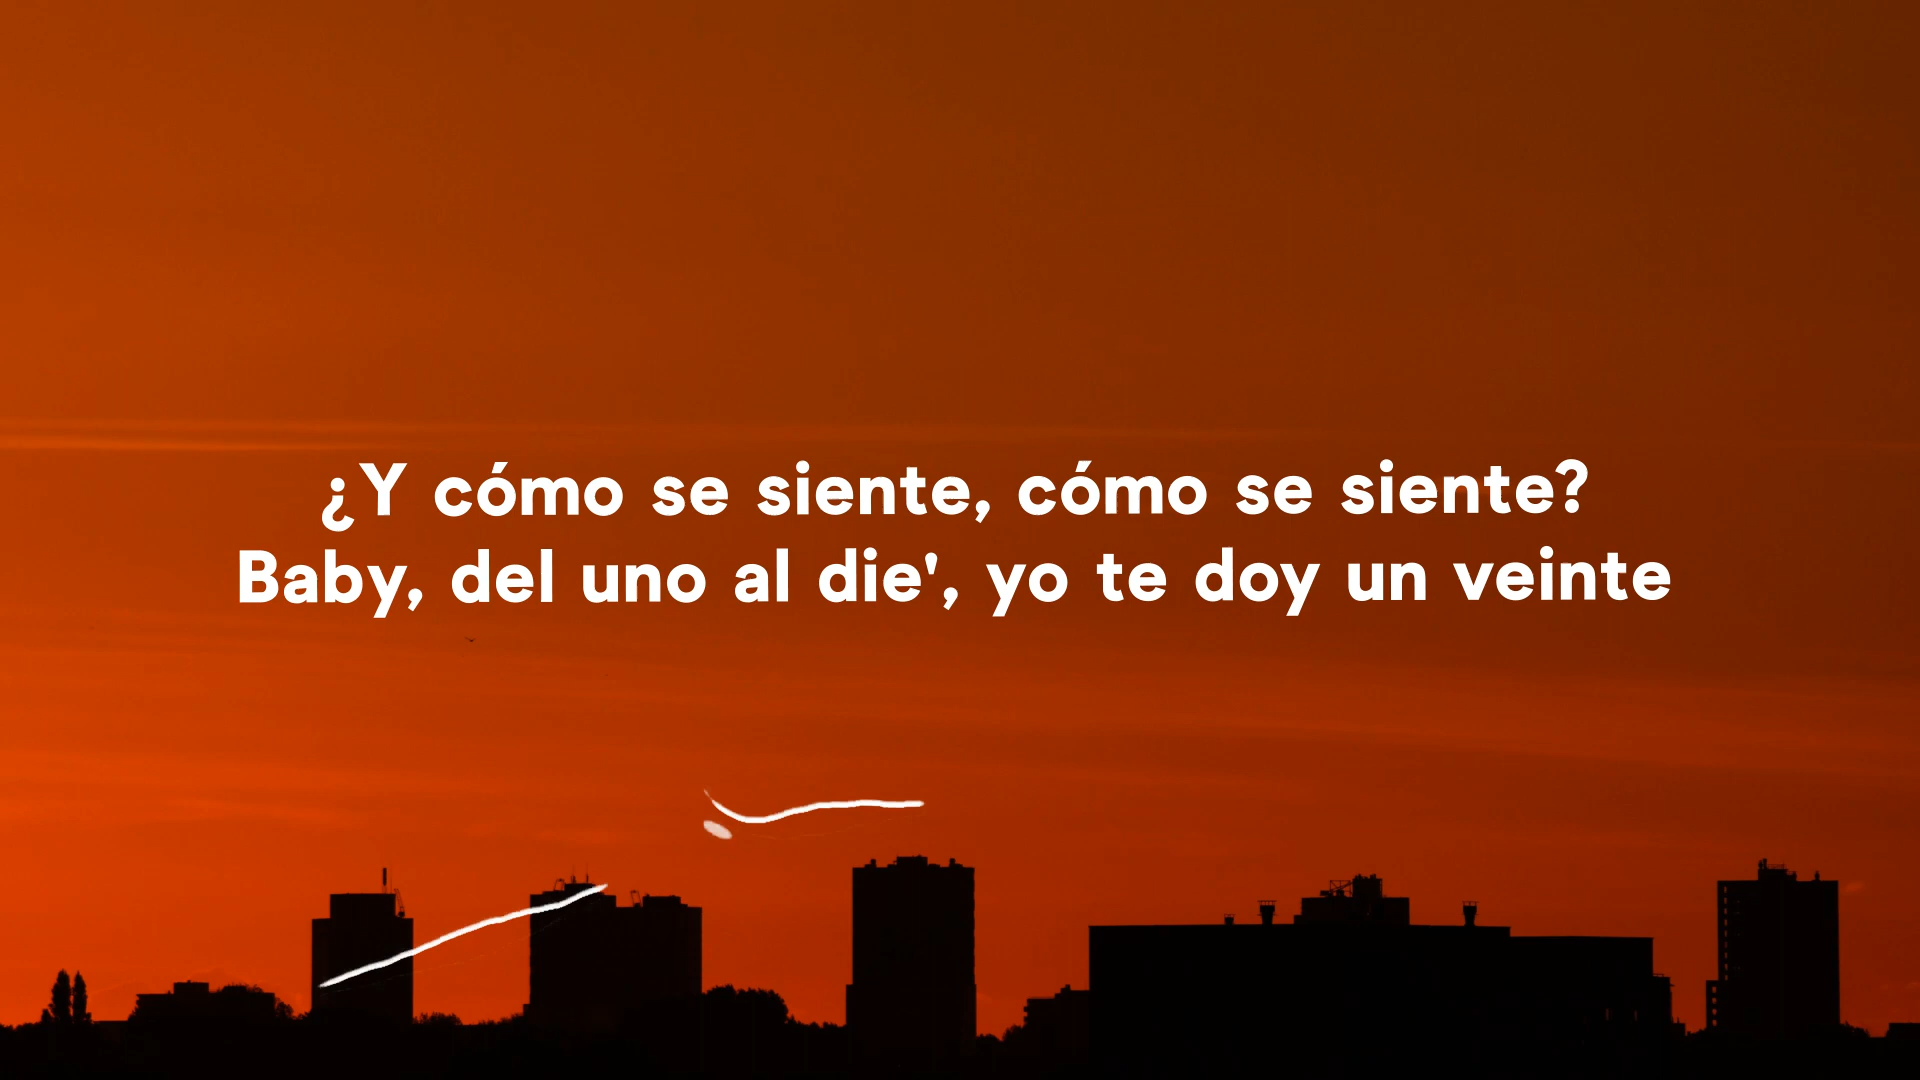 ¿Y cómo se siente, cómo se siente?
Baby, del uno al die', yo te doy un veinte